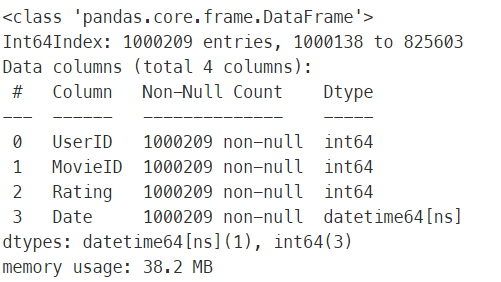 <class 'pandas.core.frame.DataFrame'>
Int64Index: 1000209 entries, 1000138 to 825603
Data columns (total 4 columns):
 #   Column   Non-Null Count    Dtype
---  ------   --------------    -----
 0   UserID   1000209 non-null  int64
 1   MovieID  1000209 non-null  int64
 2   Rating   1000209 non-null  int64
 3   Date     1000209 non-null  datetime64[ns]
dtypes: datetime64[ns](1), int64(3)
memory usage: 38.2 MB